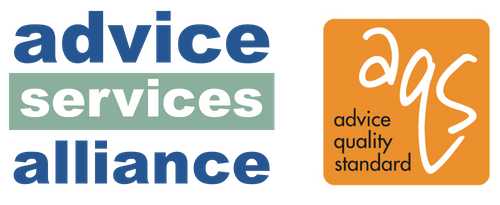 advice
services
alliance
aqs
advice
quality
standard